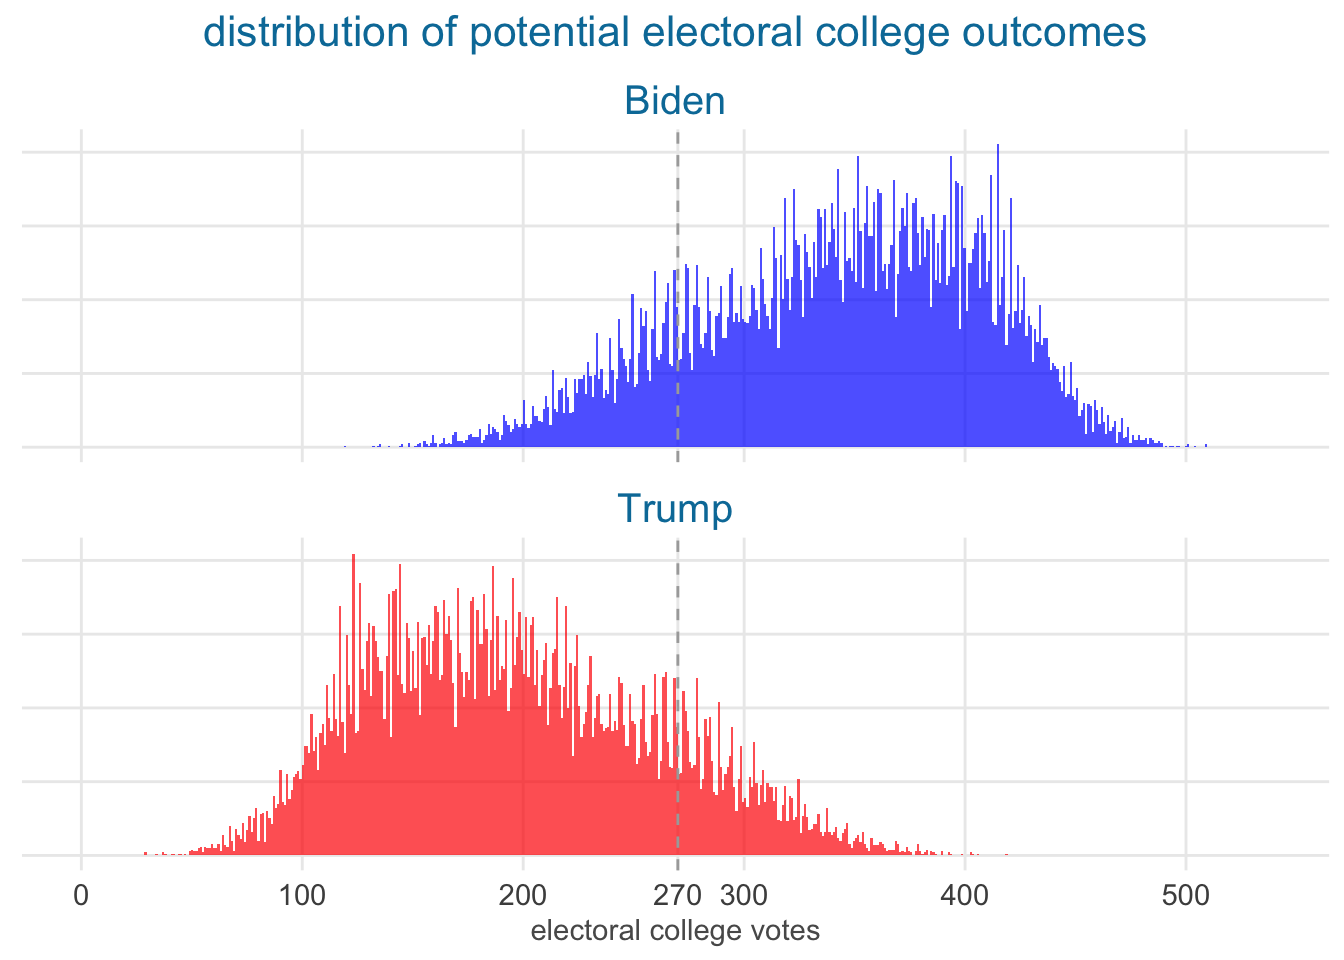 distribution of potential electoral college outcomes
Biden
Trump
0 100 200 270 300 400 500
electoral college votes